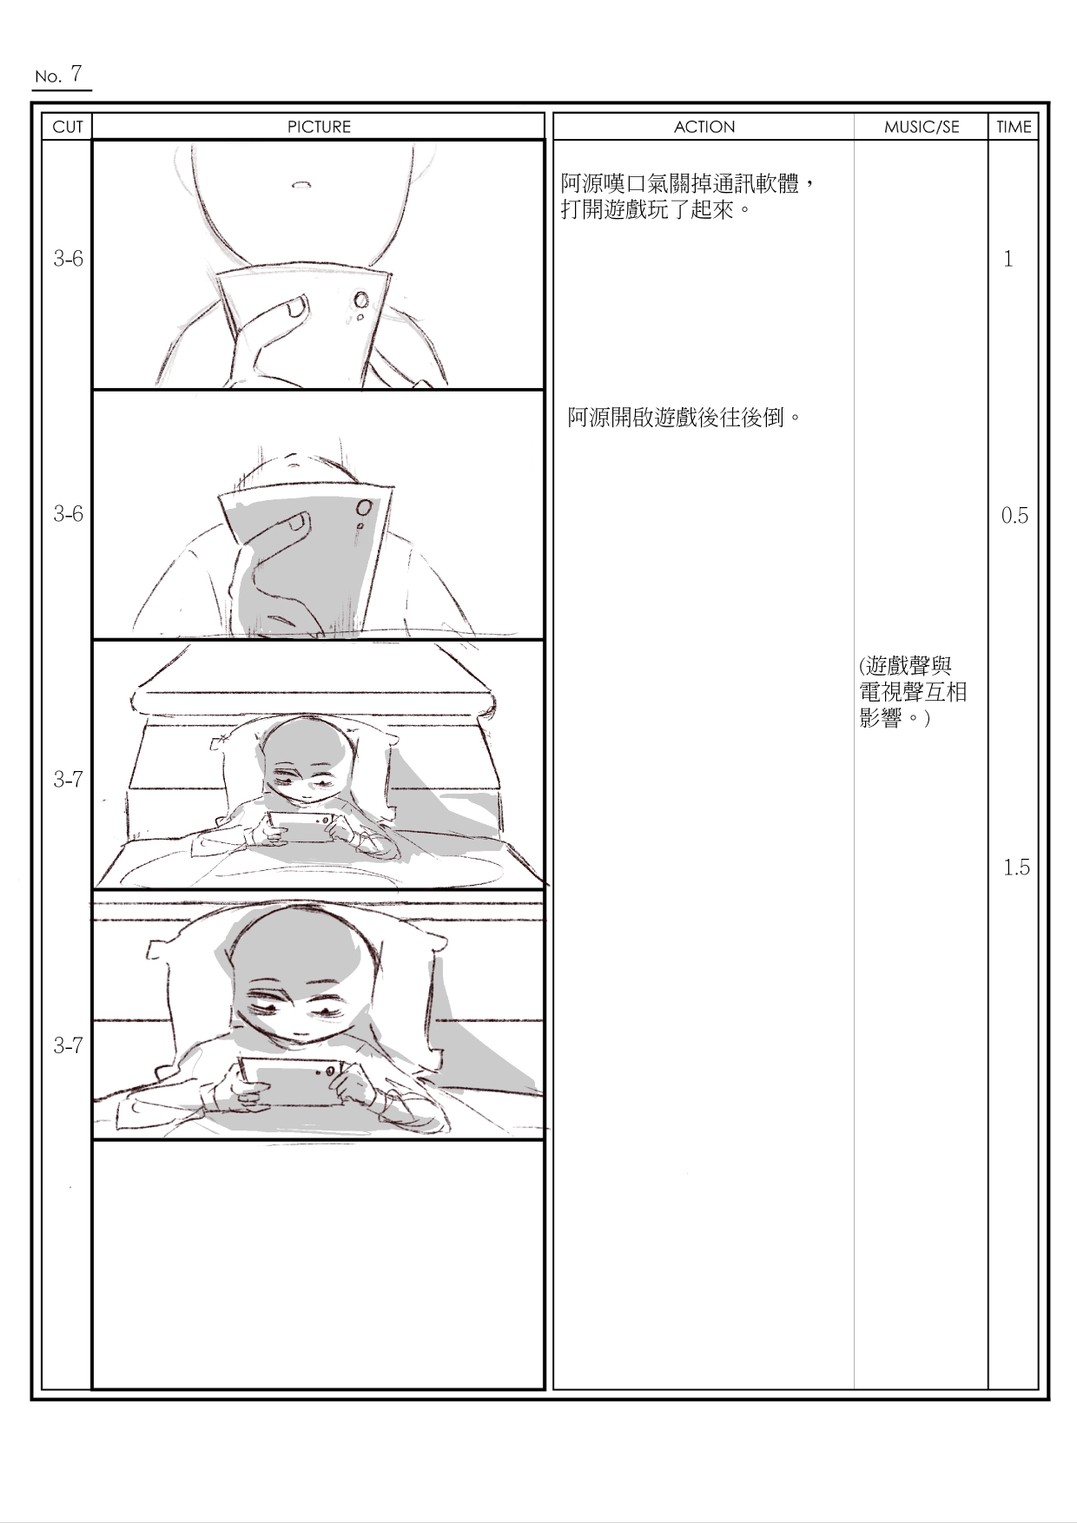 No. 7
CUT
PICTURE
ACTION
MUSIC/SE
TIME
3-6
阿源嘆口氣關掉通訊軟體，
打開遊戲玩了起來。
1
3-6
阿源開啟遊戲後往後倒。
0.5
3-7
(遊戲聲與
電視聲互相
影響。)
1.5
3-7